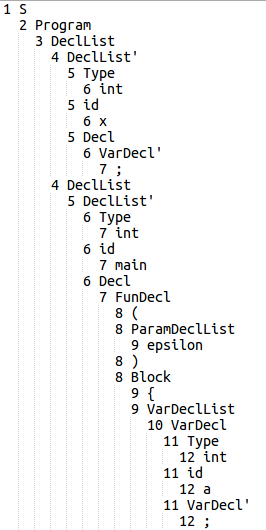 1 S
2 Program
3 DeclList
4 DeclList'
5 Type
6 int
5 id
6 x
5 Decl
6 VarDecl'
7 ;
4 DeclList
5 DeclList'
6 Type
7 int
6 id
7 main
6 Decl
7 FunDecl
8 (
8 ParamDeclList
9 epsilon
8 )
8 Block
9 {
9 VarDeclList
10 VarDecl
11 Type
12 int
11 id
12 a
11 VarDecl'
12 ;